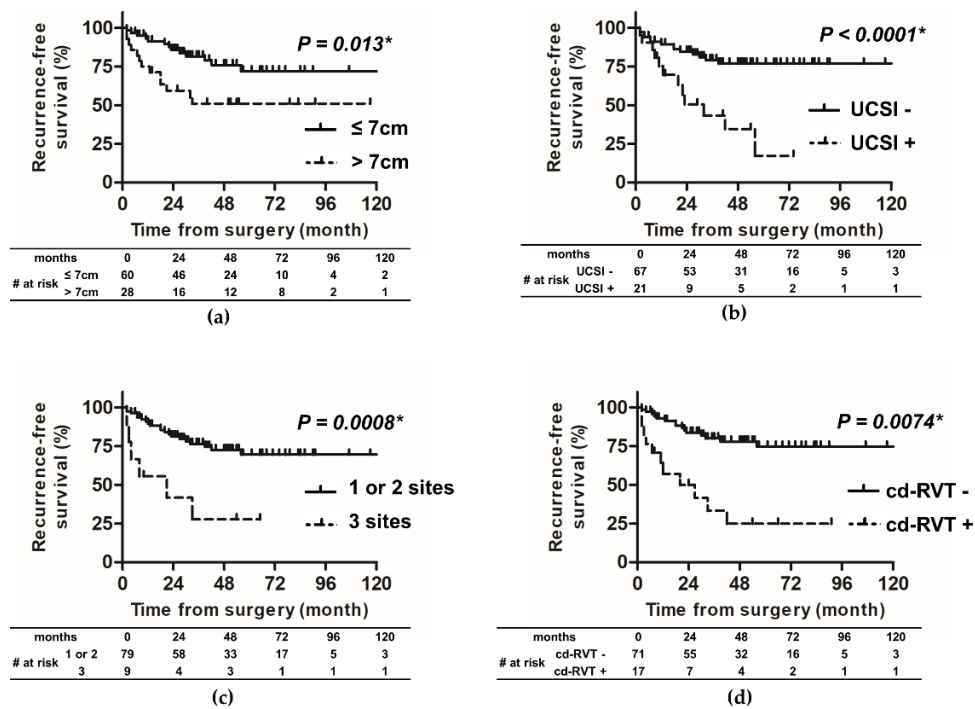 Recurrence-free
survival (%)
100
75
50
25
0
P = 0.013*
≤ 7cm
> 7cm
0 24 48 72 96 120
Time from surgery (month)
months 0 24 48 72 96 120
# at risk
≤ 7cm 60 46 24 10 4 2
> 7cm 28 16 12 8 2 1
(a)
Recurrence-free
survival (%)
100
75
50
25
0
P < 0.0001*
UCSI -
UCSI +
0 24 48 72 96 120
Time from surgery (month)
months 0 24 48 72 96 120
# at risk
UCSI - 67 53 31 16 5 3
UCSI + 21 9 5 2 1 1
(b)
Recurrence-free
survival (%)
100
75
50
25
0
P = 0.0008*
1 or 2 sites
3 sites
0 24 48 72 96 120
Time from surgery (month)
months 0 24 48 72 96 120
# at risk
1 or 2 79 58 33 17 5 3
3 9 4 3 1 1 1
(c)
Recurrence-free
survival (%)
100
75
50
25
0
P = 0.0074*
cd-RVT -
cd-RVT +
0 24 48 72 96 120
Time from surgery (month)
months 0 24 48 72 96 120
# at risk
cd-RVT - 71 55 32 16 5 3
cd-RVT + 17 7 4 2 1 1
(d)